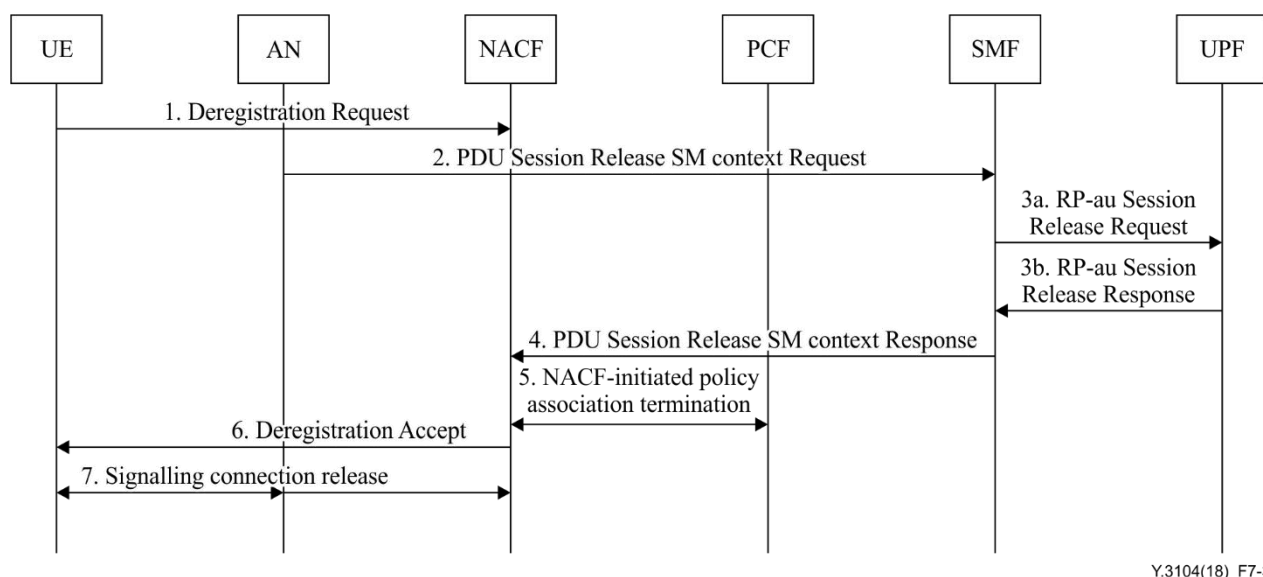 UE
AN
NACF
PCF
SMF
UPF
1. Deregistration Request
2. PDU Session Release SM context Request
3a. RP-au Session
Release Request
3b. RP-au Session
Release Response
4. PDU Session Release SM context Response
5. NACF-initiated policy
association termination
6. Deregistration Accept
7. Signalling connection release
Y.3104(18)_F7-